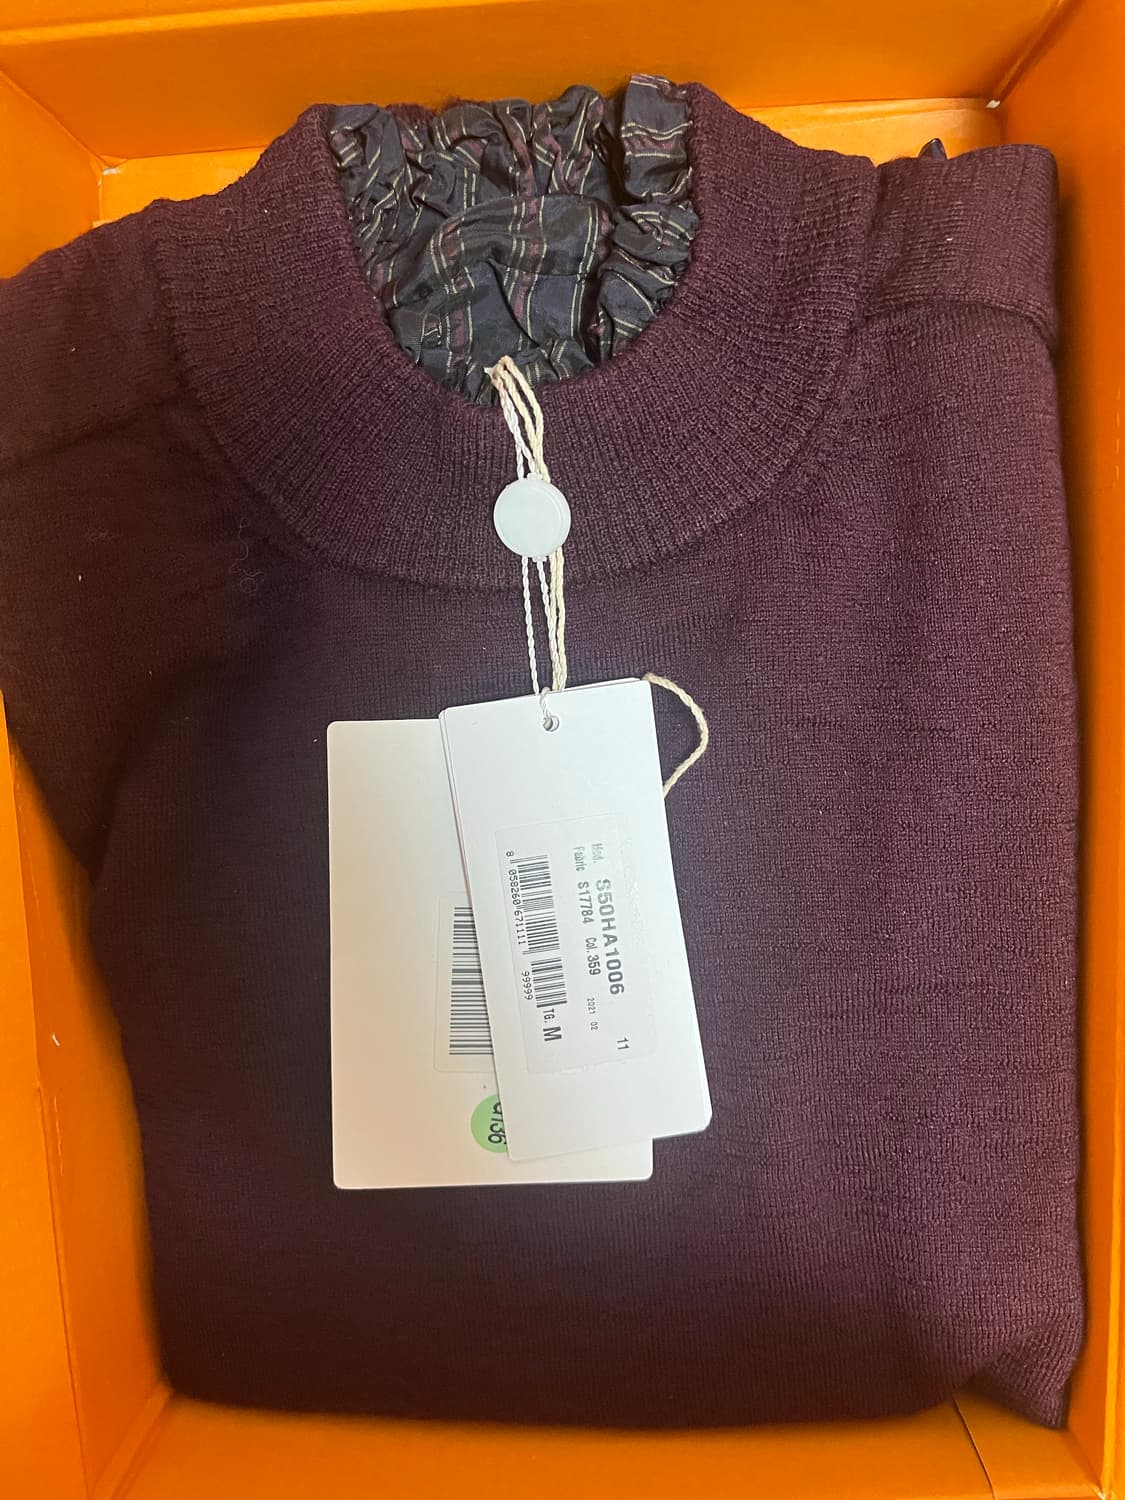 Mod. S50HA1006
Fabric S17784 Col. 359
2021 02
11
8 058260 671111
99999
TG. M